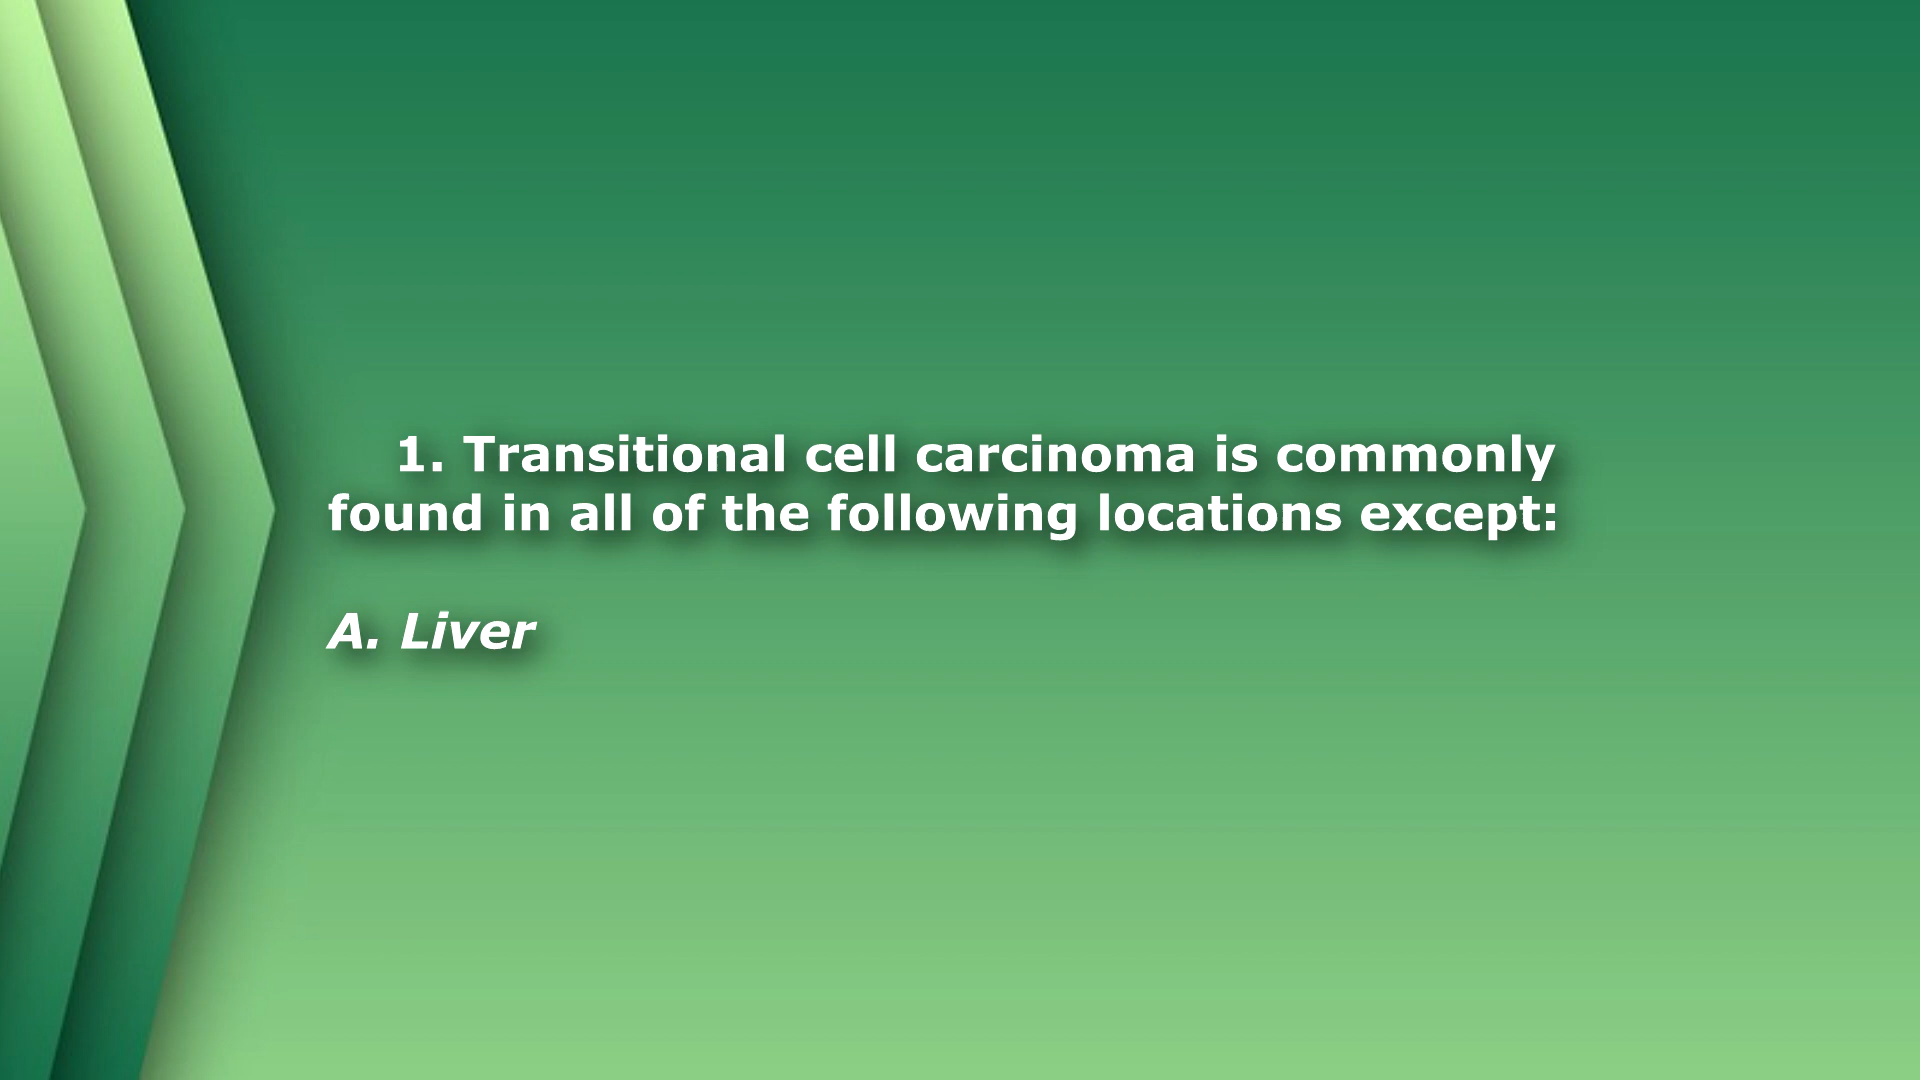 1. Transitional cell carcinoma is commonly
found in all of the following locations except:
A. Liver